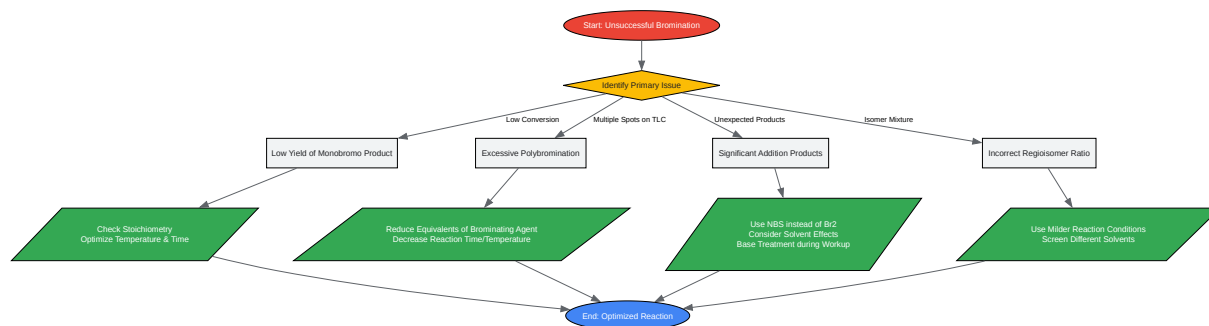 Start: Unsuccessful Bromination
Identify Primary Issue
Low Conversion
Multiple Spots on TLC
Unexpected Products
Isomer Mixture
Low Yield of Monobromo Product
Excessive Polybromination
Significant Addition Products
Incorrect Regioisomer Ratio
Check Stoichiometry
Optimize Temperature & Time
Reduce Equivalents of Brominating Agent
Decrease Reaction Time/Temperature
Use NBS instead of Br2
Consider Solvent Effects
Base Treatment during Workup
Use Milder Reaction Conditions
Screen Different Solvents
End: Optimized Reaction